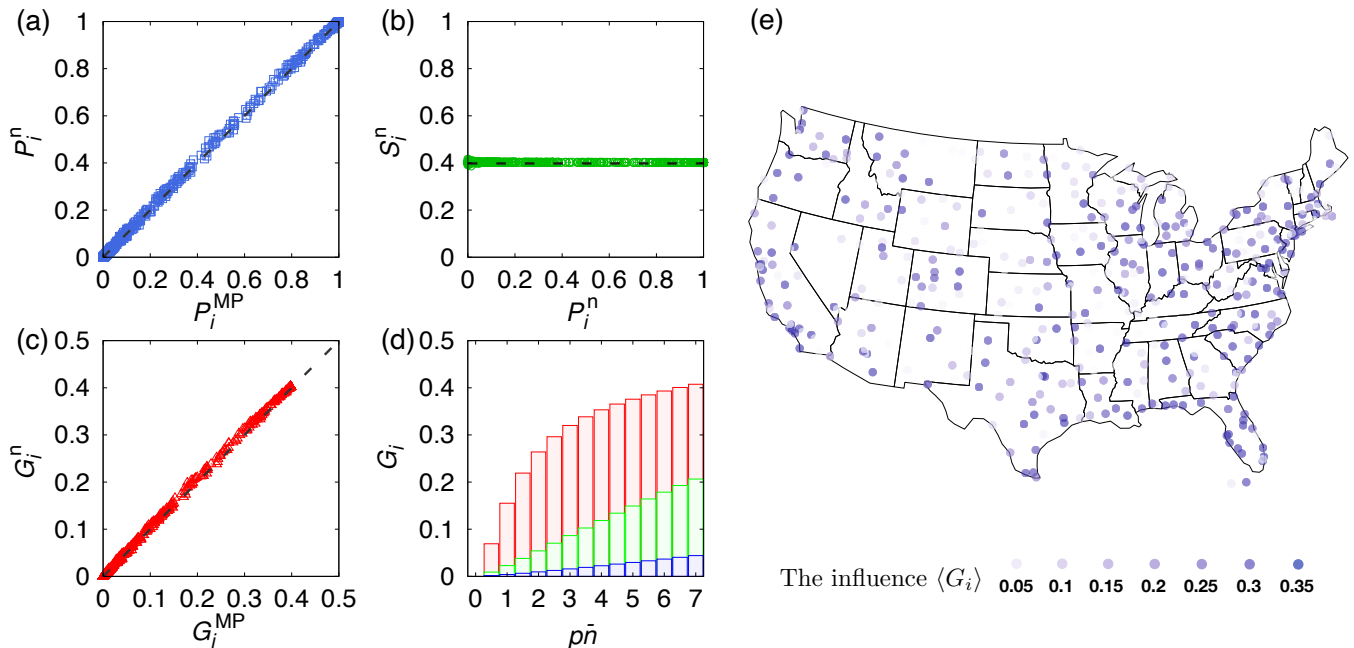 (a)
1
0.8
0.6
0.4
0.2
0
P_i^n
0 0.2 0.4 0.6 0.8 1
P_i^MP
(b)
1
0.8
0.6
0.4
0.2
0
S_i^n
0 0.2 0.4 0.6 0.8 1
P_i^n
(c)
0.5
0.4
0.3
0.2
0.1
0
G_i^n
0 0.1 0.2 0.3 0.4 0.5
G_i^MP
(d)
0.5
0.4
0.3
0.2
0.1
0
G_i
0 1 2 3 4 5 6 7
pn̄
(e)
The influence ⟨G_i⟩
0.05 0.1 0.15 0.2 0.25 0.3 0.35